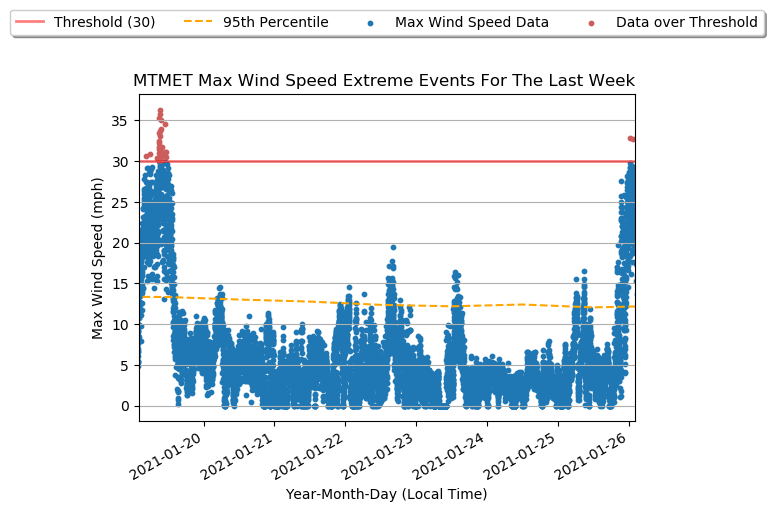 Threshold (30) 95th Percentile Max Wind Speed Data Data over Threshold
MTMET Max Wind Speed Extreme Events For The Last Week
Max Wind Speed (mph)
35
30
25
20
15
10
5
0
2021-01-20 2021-01-21 2021-01-22 2021-01-23 2021-01-24 2021-01-25 2021-01-26
Year-Month-Day (Local Time)